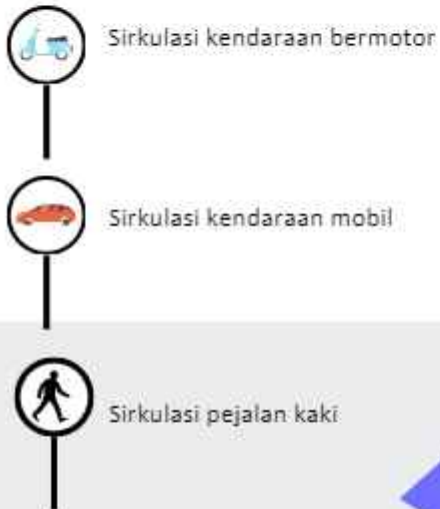 Sirkulasi kendaraan bermotor
Sirkulasi kendaraan mobil
Sirkulasi pejalan kaki